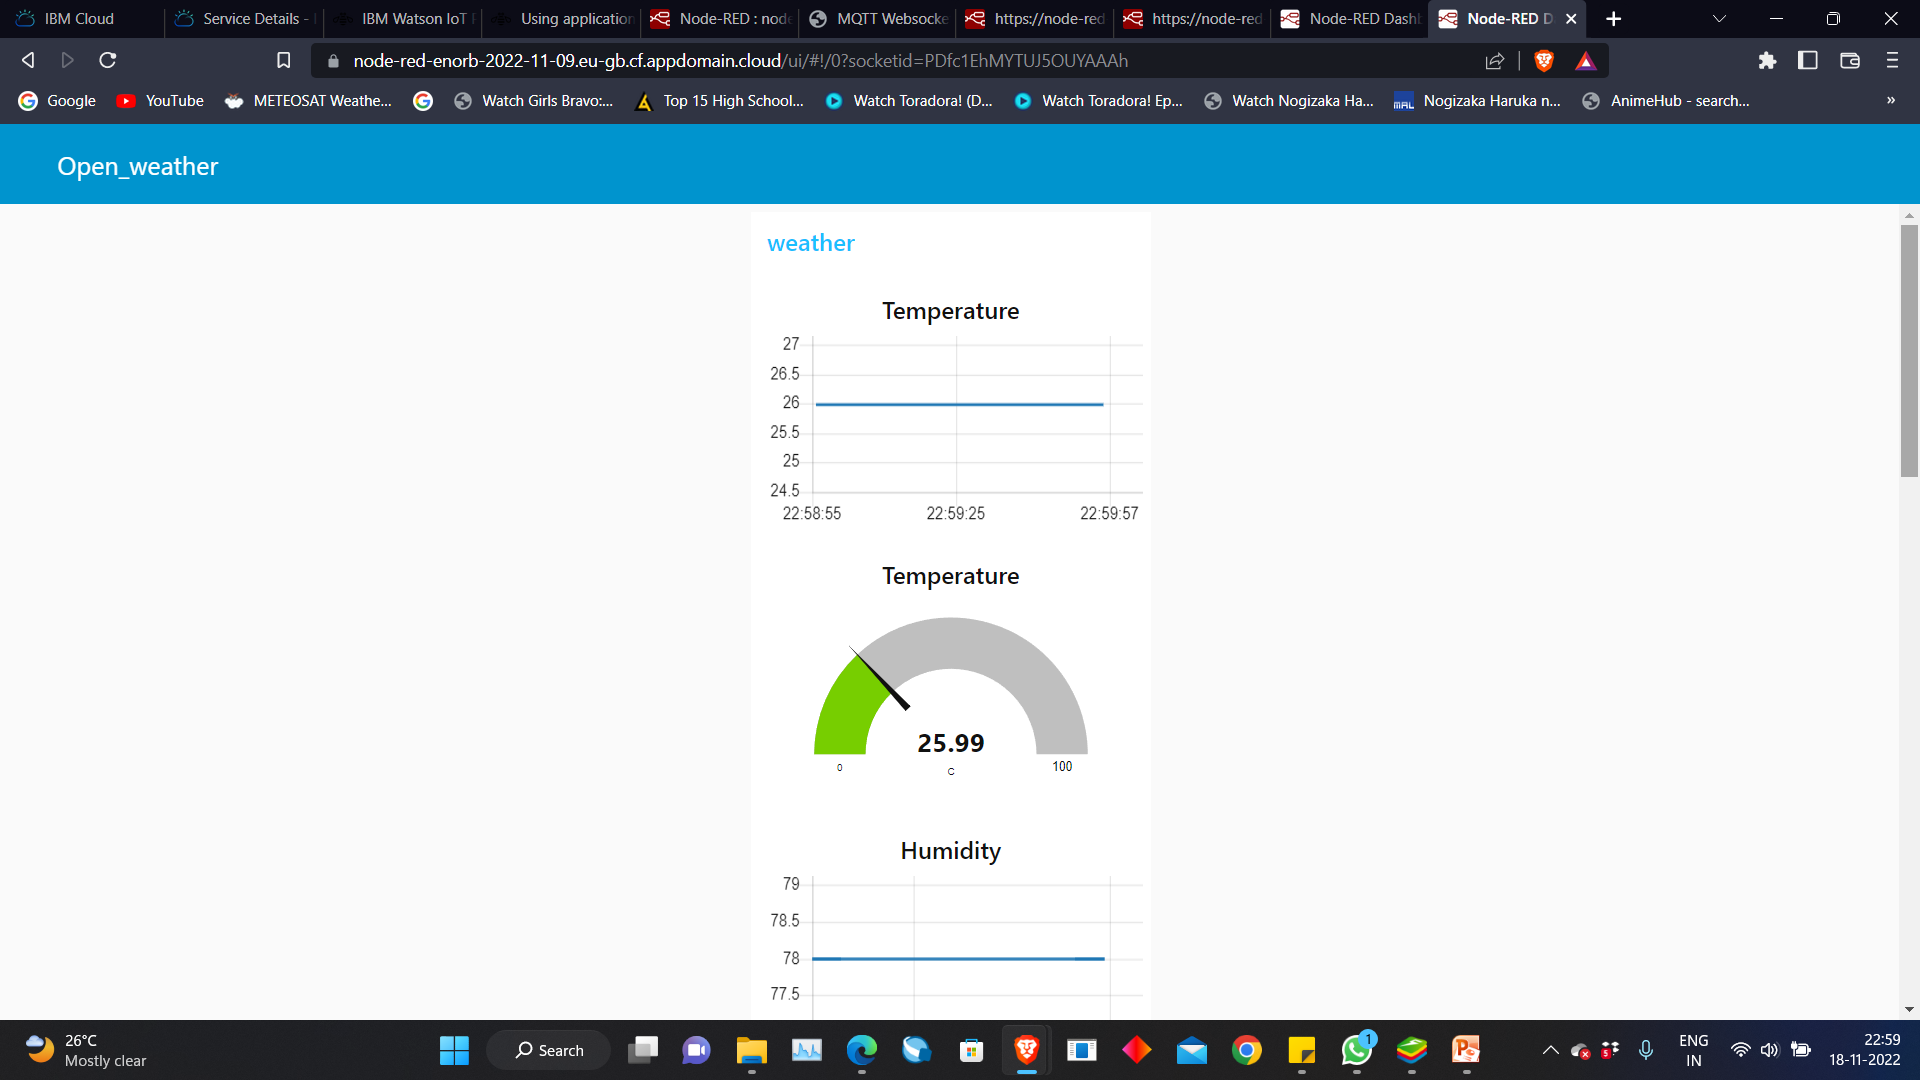 IBM Cloud
Service Details -
IBM Watson IoT
Using application
Node-RED : node
MQTT Websocke
https://node-red
https://node-red
Node-RED Dash
Node-RED D
node-red-enorb-2022-11-09.eu-gb.cf.appdomain.cloud/ui/#!/0?socketid=PDfc1EhMYTUJ5OUYAAAh
Google
YouTube
METEOSAT Weathe...
Watch Girls Bravo:...
Top 15 High School...
Watch Toradora! (D...
Watch Toradora! Ep...
Watch Nogizaka Ha...
MAL
Nogizaka Haruka n...
AnimeHub - search...
»
Open_weather
weather
Temperature
27
26.5
26
25.5
25
24.5
22:58:55 22:59:25 22:59:57
Temperature
25.99
0 C 100
Humidity
79
78.5
78
77.5
26°C
Mostly clear
Search
1
5
ENG
IN
22:59
18-11-2022